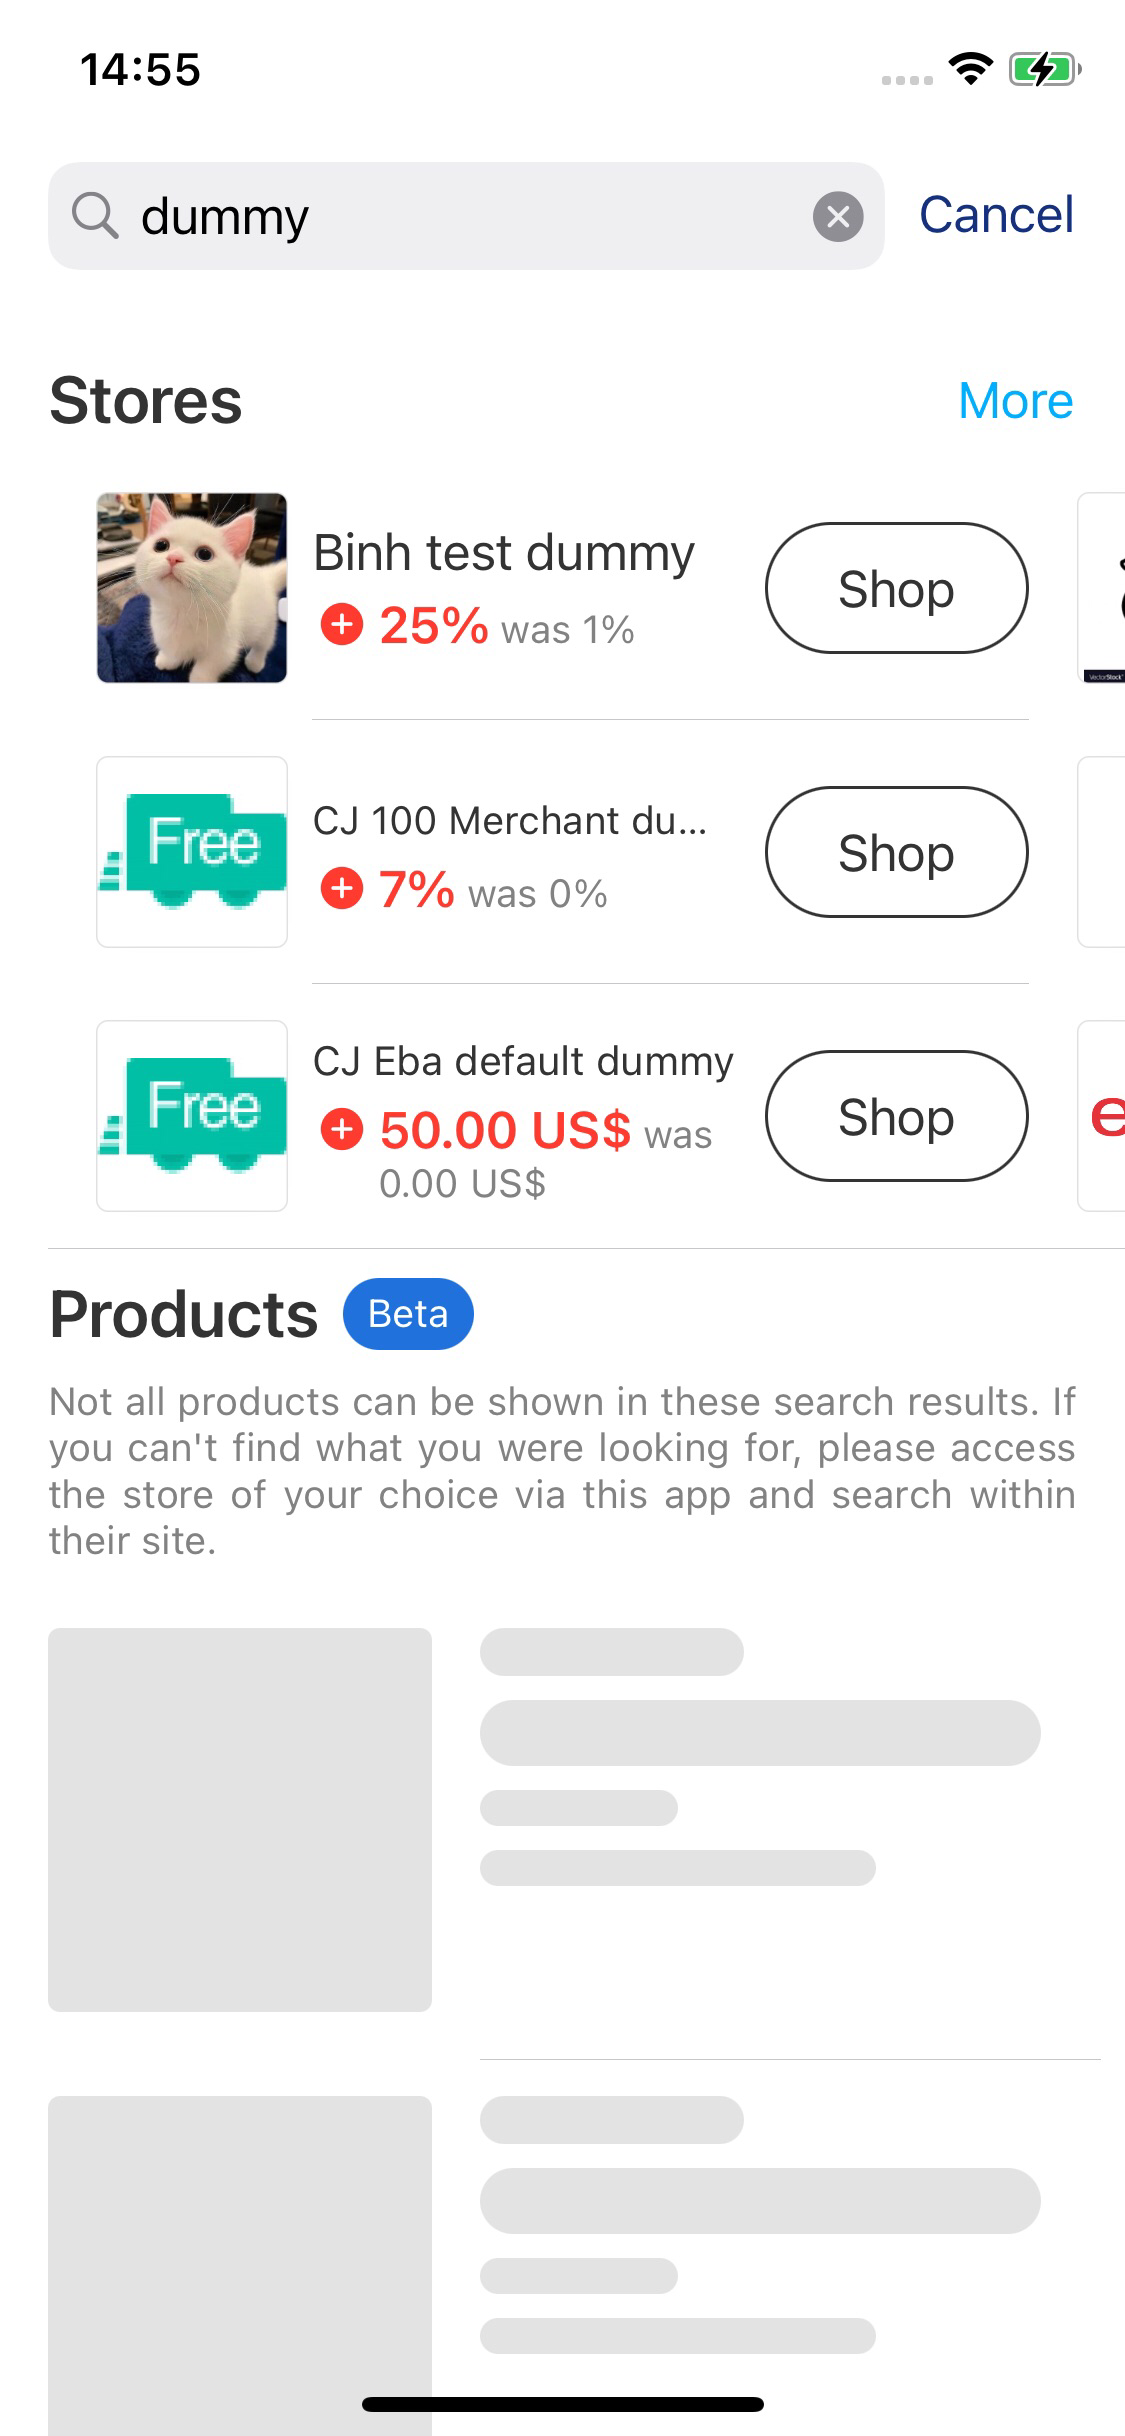 14:55
dummy
Cancel
Stores
More
Binh test dummy
Shop
25% was 1%
VectorStock
CJ 100 Merchant du...
Shop
7% was 0%
CJ Eba default dummy
Shop
50.00 US$ was
0.00 US$
Free
Free
e
Products
Beta
Not all products can be shown in these search results. If
you can't find what you were looking for, please access
the store of your choice via this app and search within
their site.